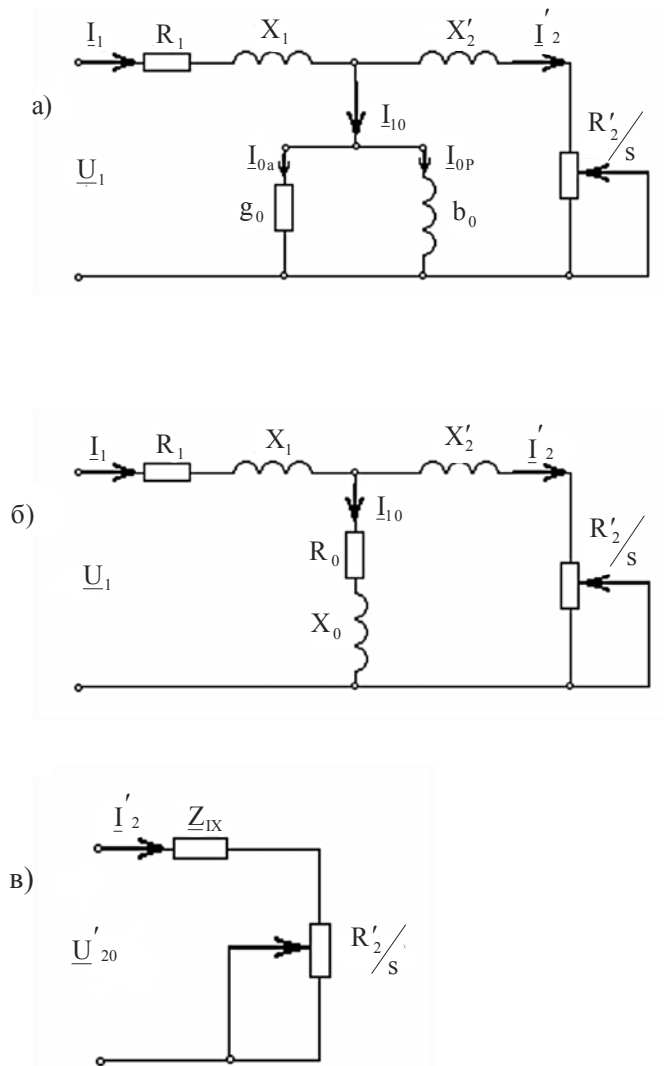 I₁ R₁ X₁ X′₂ I′₂
а)
I₁₀
I₀ₐ I₀P
R′₂/s
U₁
g₀ b₀
I₁ R₁ X₁ X′₂ I′₂
б)
I₁₀
R₀
R′₂/s
U₁
X₀
I′₂ Z_IX
в)
U′₂₀
R′₂/s